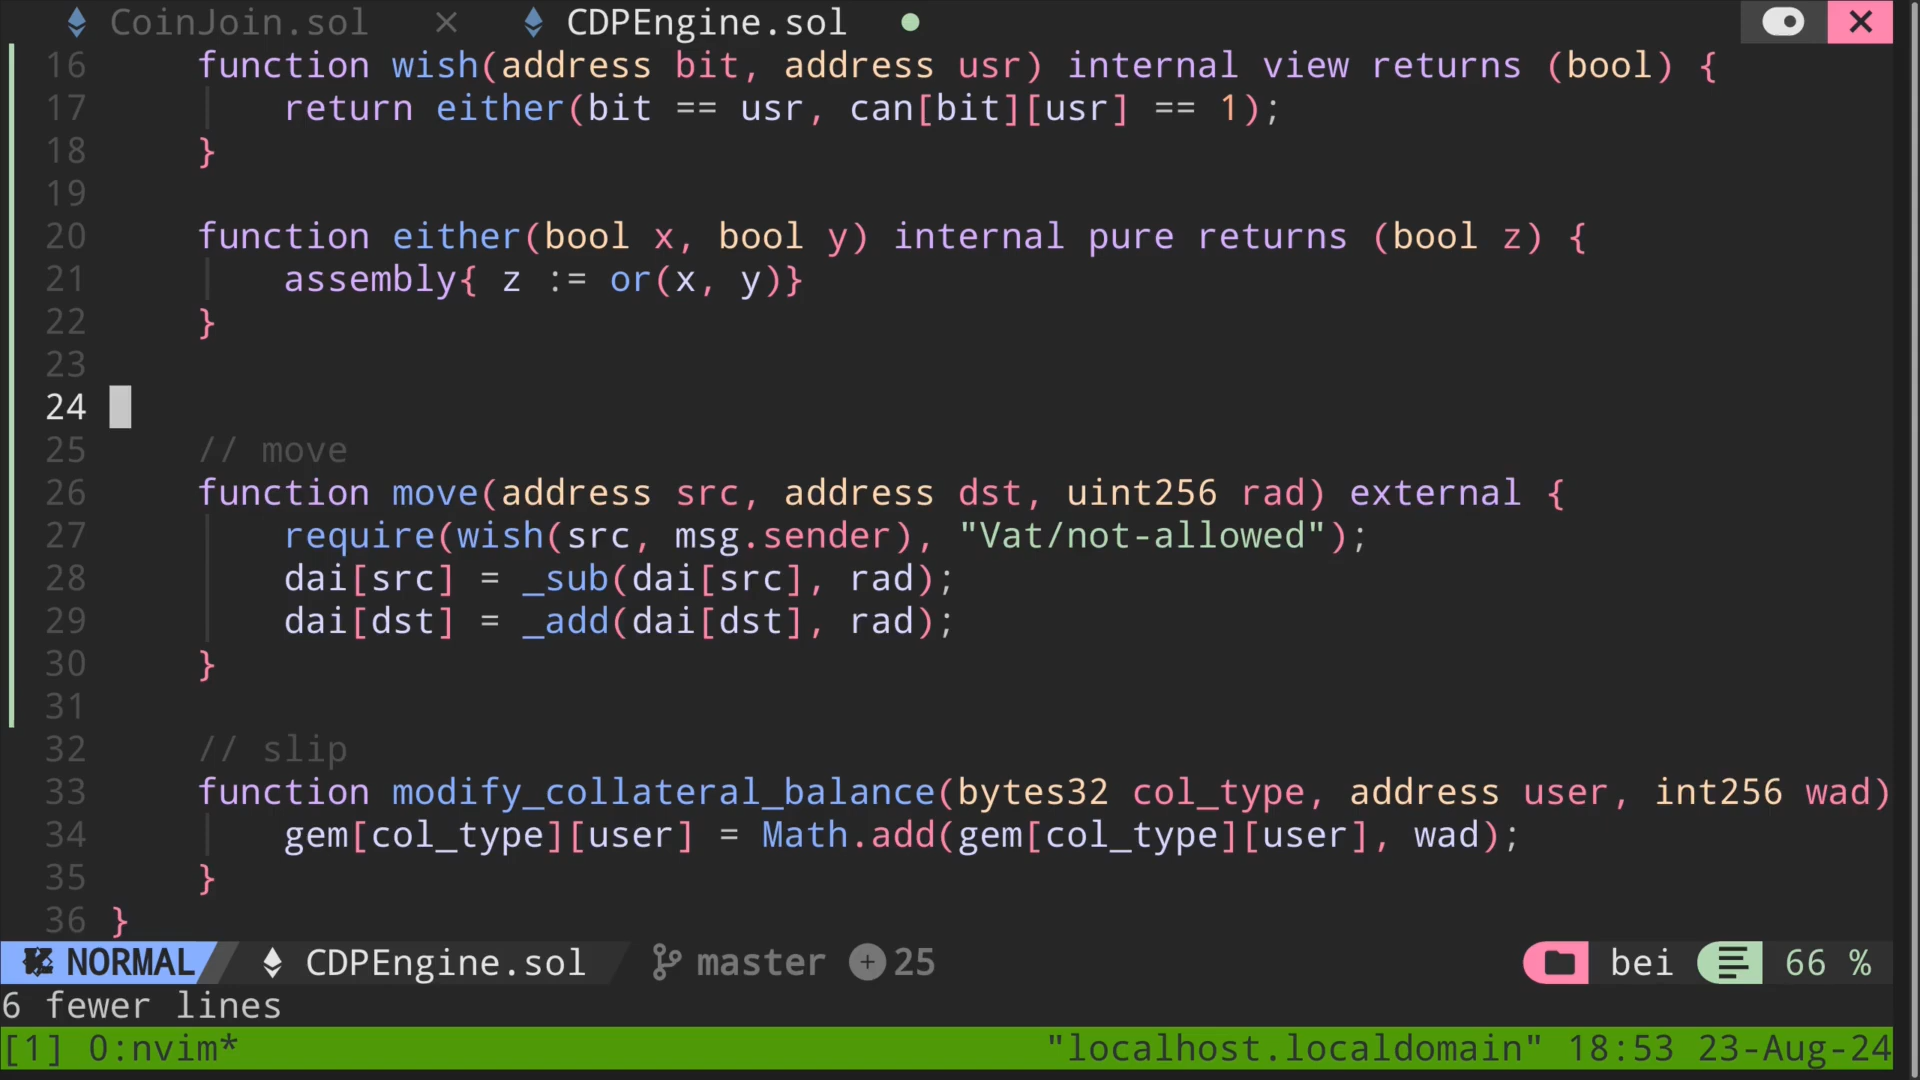 CoinJoin.sol × CDPEngine.sol
16 function wish(address bit, address usr) internal view returns (bool) {
17 return either(bit == usr, can[bit][usr] == 1);
18 }
19
20 function either(bool x, bool y) internal pure returns (bool z) {
21 assembly{ z := or(x, y)}
22 }
23
24
25 // move
26 function move(address src, address dst, uint256 rad) external {
27 require(wish(src, msg.sender), "Vat/not-allowed");
28 dai[src] = _sub(dai[src], rad);
29 dai[dst] = _add(dai[dst], rad);
30 }
31
32 // slip
33 function modify_collateral_balance(bytes32 col_type, address user, int256 wad)
34 gem[col_type][user] = Math.add(gem[col_type][user], wad);
35 }
36 }
NORMAL CDPEngine.sol master + 25 bei 66 %
6 fewer lines
[1] 0:nvim* "localhost.localdomain" 18:53 23-Aug-24